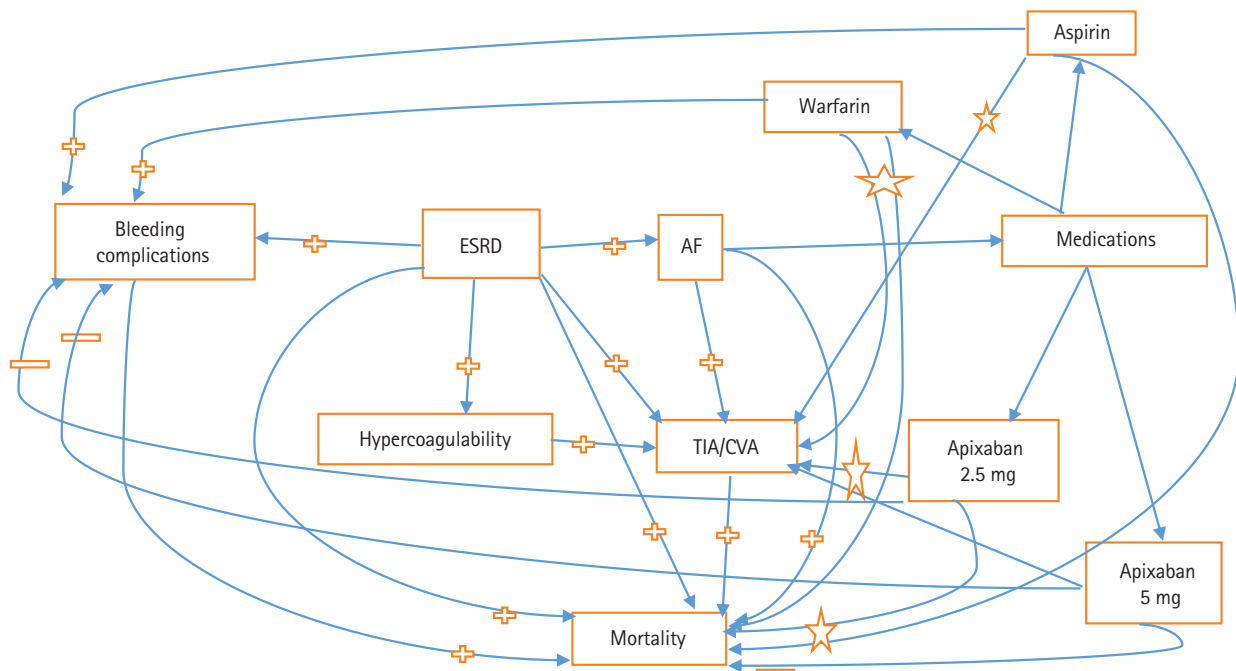 Aspirin
Warfarin
Bleeding
complications
ESRD
AF
Medications
Hypercoagulability
TIA/CVA
Apixaban
2.5 mg
Apixaban
5 mg
Mortality